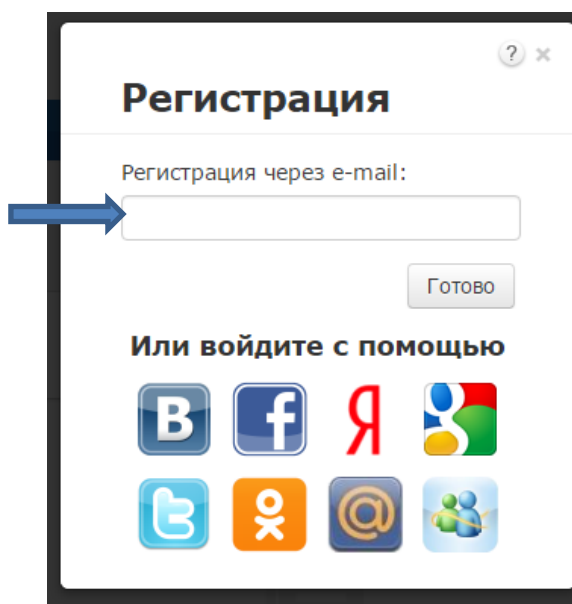 ?
Регистрация
Регистрация через e-mail:
Готово
Или войдите с помощью
В f Я g
t @